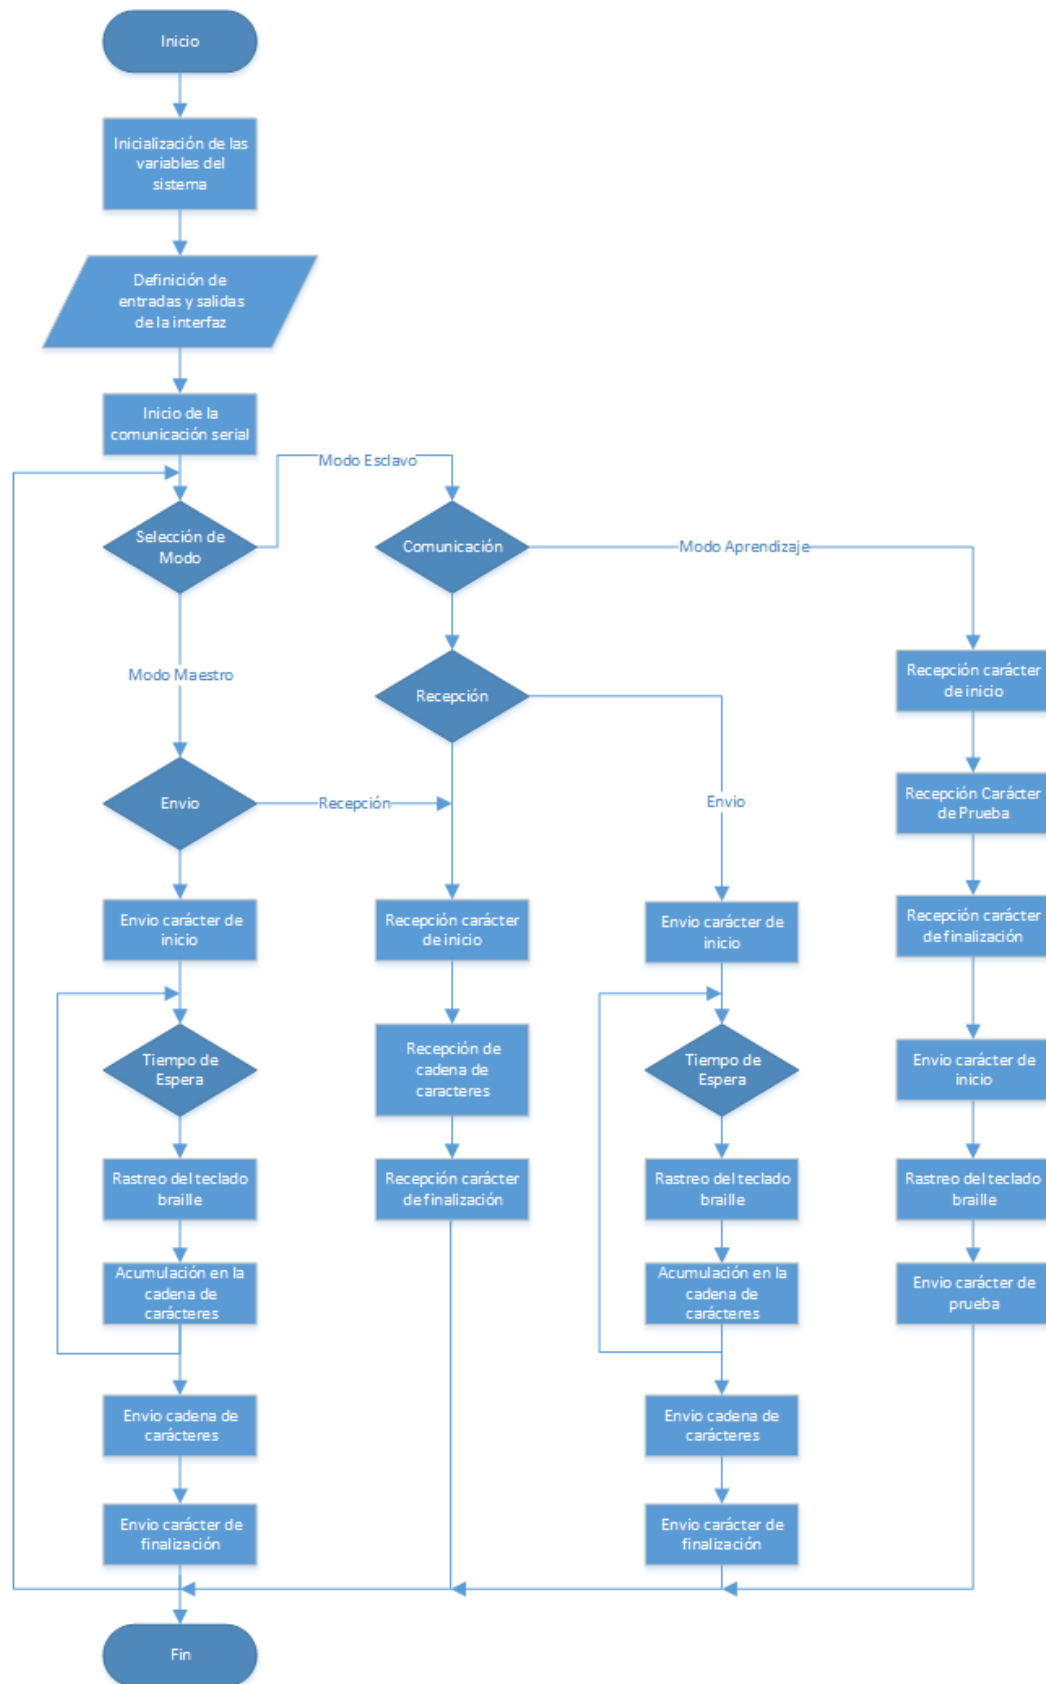 Inicio
Inicialización de las
variables del
sistema
Definición de
entradas y salidas
de la interfaz
Inicio de la
comunicación serial
Modo Esclavo
Selección de
Modo
Comunicación
Modo Aprendizaje
Modo Maestro
Recepción
Recepción carácter
de inicio
Envio
Recepción
Envio
Recepción Carácter
de Prueba
Envio carácter de
inicio
Recepción carácter
de inicio
Envio carácter de
inicio
Recepción carácter
de finalización
Tiempo de
Espera
Recepción de
cadena de
caracteres
Tiempo de
Espera
Envio carácter de
inicio
Rastreo del teclado
braille
Recepción carácter
de finalización
Rastreo del teclado
braille
Rastreo del teclado
braille
Acumulación en la
cadena de
carácteres
Acumulación en la
cadena de
carácteres
Envio carácter de
prueba
Envio cadena de
carácteres
Envio cadena de
carácteres
Envio carácter de
finalización
Envio carácter de
finalización
Fin